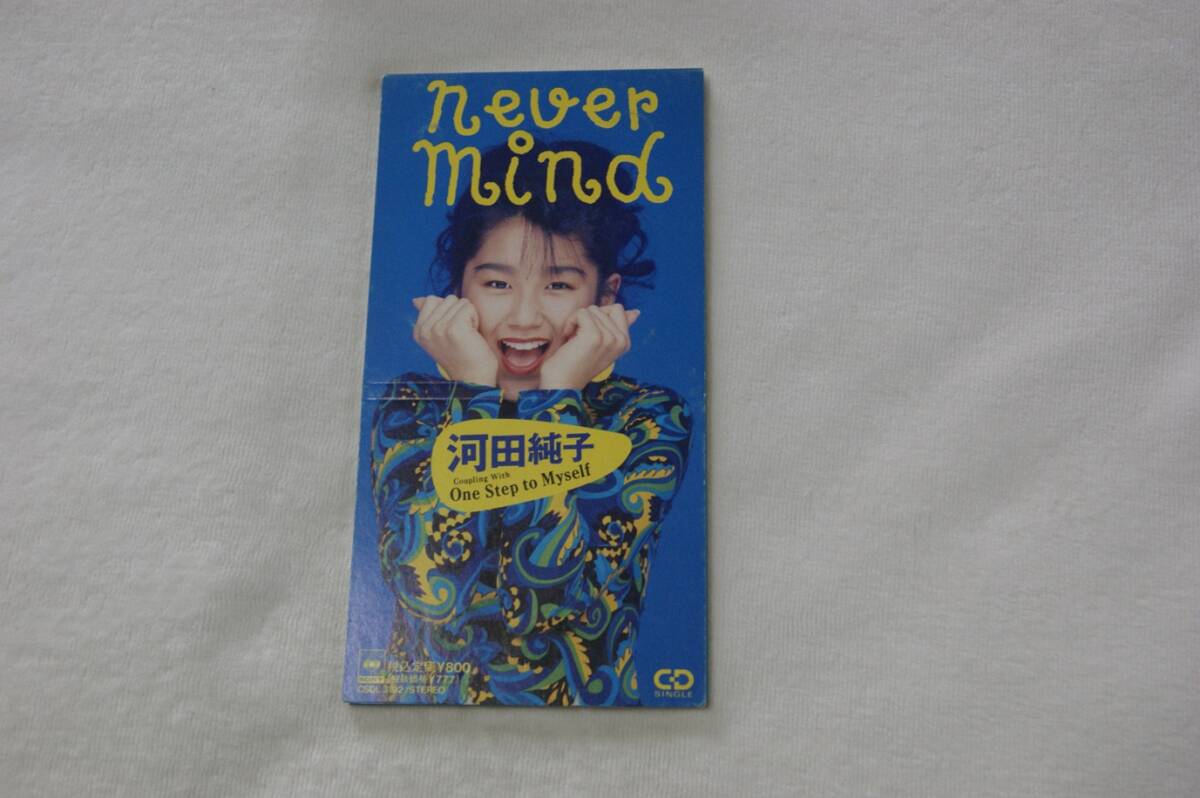 never
mind
河田純子
Coupling With
One Step to Myself
税込定価¥800
(税抜価格¥777)
CSDL 3192/STEREO
CD
SINGLE